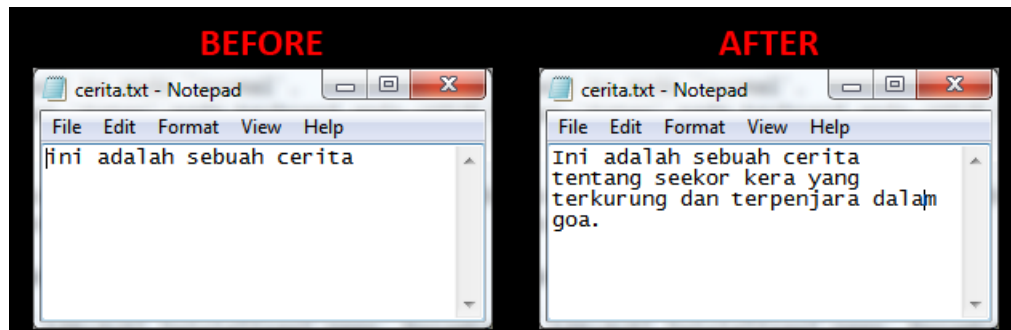 BEFORE
AFTER
cerita.txt - Notepad
File Edit Format View Help
ini adalah sebuah cerita
cerita.txt - Notepad
File Edit Format View Help
Ini adalah sebuah cerita
tentang seekor kera yang
terkurung dan terpenjara dalam
goa.